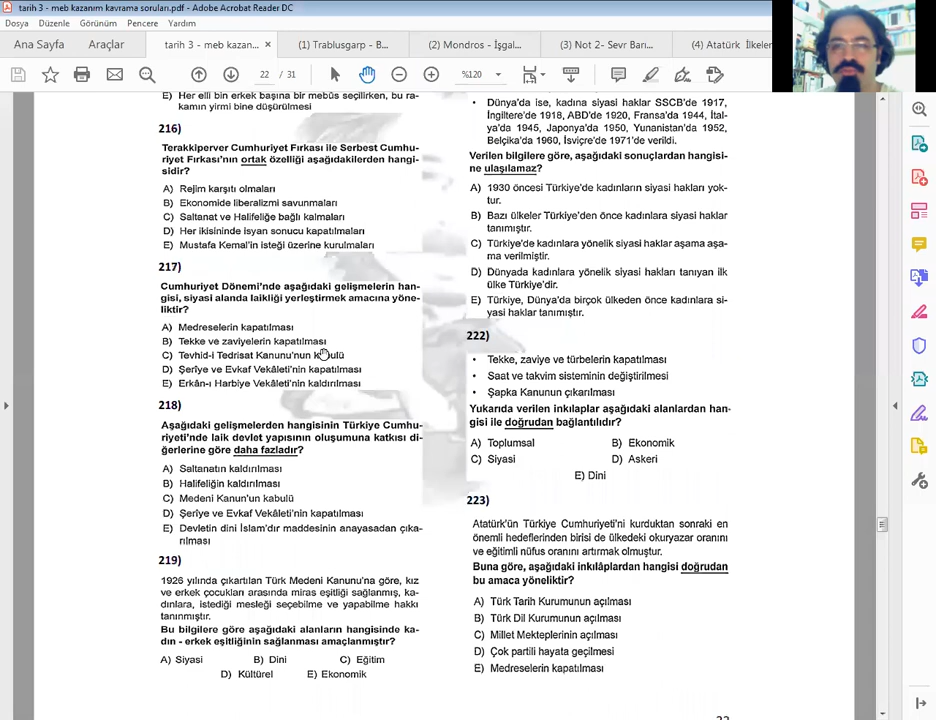 tarih 3 - meb kazanım kavrama soruları.pdf - Adobe Acrobat Reader DC
Dosya Düzenle Görünüm Pencere Yardım
Ana Sayfa Araçlar tarih 3 - meb kazan... × (1) Trablusgarp - B... (2) Mondros - İşgal... (3) Not 2- Sevr Barı... (4) Atatürk İlkeler
22 / 31 %120
E) Her elli bin erkek başına bir mebûs seçilirken, bu ra-
kamın yirmi bine düşürülmesi
216)
Terakkiperver Cumhuriyet Fırkası ile Serbest Cumhu-
riyet Fırkası'nın ortak özelliği aşağıdakilerden hangi-
sidir?
A) Rejim karşıtı olmaları
B) Ekonomide liberalizmi savunmaları
C) Saltanat ve Halifeliğe bağlı kalmaları
D) Her ikisininde isyan sonucu kapatılmaları
E) Mustafa Kemal'in isteği üzerine kurulmaları
217)
Cumhuriyet Dönemi'nde aşağıdaki gelişmelerin han-
gisi, siyasi alanda laikliği yerleştirmek amacına yöne-
liktir?
A) Medreselerin kapatılması
B) Tekke ve zaviyelerin kapatılması
C) Tevhid-i Tedrisat Kanunu'nun kabulü
D) Şerîye ve Evkaf Vekâleti'nin kapatılması
E) Erkân-ı Harbiye Vekâleti'nin kaldırılması
218)
Aşağıdaki gelişmelerden hangisinin Türkiye Cumhu-
riyeti'nde laik devlet yapısının oluşumuna katkısı di-
ğerlerine göre daha fazladır?
A) Saltanatın kaldırılması
B) Halifeliğin kaldırılması
C) Medeni Kanun'un kabulü
D) Şerîye ve Evkaf Vekâleti'nin kapatılması
E) Devletin dini İslam'dır maddesinin anayasadan çıka-
rılması
219)
1926 yılında çıkartılan Türk Medeni Kanunu'na göre, kız
ve erkek çocukları arasında miras eşitliği sağlanmış, ka-
dınlara, istediği mesleği seçebilme ve yapabilme hakkı
tanınmıştır.
Bu bilgilere göre aşağıdaki alanların hangisinde ka-
dın - erkek eşitliğinin sağlanması amaçlanmıştır?
A) Siyasi B) Dini C) Eğitim
D) Kültürel E) Ekonomik
• Dünya'da ise, kadına siyasi haklar SSCB'de 1917,
İngiltere'de 1918, ABD'de 1920, Fransa'da 1944, İtal-
ya'da 1945, Japonya'da 1950, Yunanistan'da 1952,
Belçika'da 1960, İsviçre'de 1971'de verildi.
Verilen bilgilere göre, aşağıdaki sonuçlardan hangisi-
ne ulaşılamaz?
A) 1930 öncesi Türkiye'de kadınların siyasi hakları yok-
tur.
B) Bazı ülkeler Türkiye'den önce kadınlara siyasi haklar
tanımıştır.
C) Türkiye'de kadınlara yönelik siyasi haklar aşama aşa-
ma verilmiştir.
D) Dünyada kadınlara yönelik siyasi hakları tanıyan ilk
ülke Türkiye'dir.
E) Türkiye, Dünya'da birçok ülkeden önce kadınlara si-
yasi haklar tanımıştır.
222)
• Tekke, zaviye ve türbelerin kapatılması
• Saat ve takvim sisteminin değiştirilmesi
• Şapka Kanunun çıkarılması
Yukarıda verilen inkılaplar aşağıdaki alanlardan han-
gisi ile doğrudan bağlantılıdır?
A) Toplumsal B) Ekonomik
C) Siyasi D) Askeri
E) Dini
223)
Atatürk'ün Türkiye Cumhuriyeti'ni kurduktan sonraki en
önemli hedeflerinden birisi de ülkedeki okuryazar oranını
ve eğitimli nüfus oranını artırmak olmuştur.
Buna göre, aşağıdaki inkılâplardan hangisi doğrudan
bu amaca yöneliktir?
A) Türk Tarih Kurumunun açılması
B) Türk Dil Kurumunun açılması
C) Millet Mekteplerinin açılması
D) Çok partili hayata geçilmesi
E) Medreselerin kapatılması